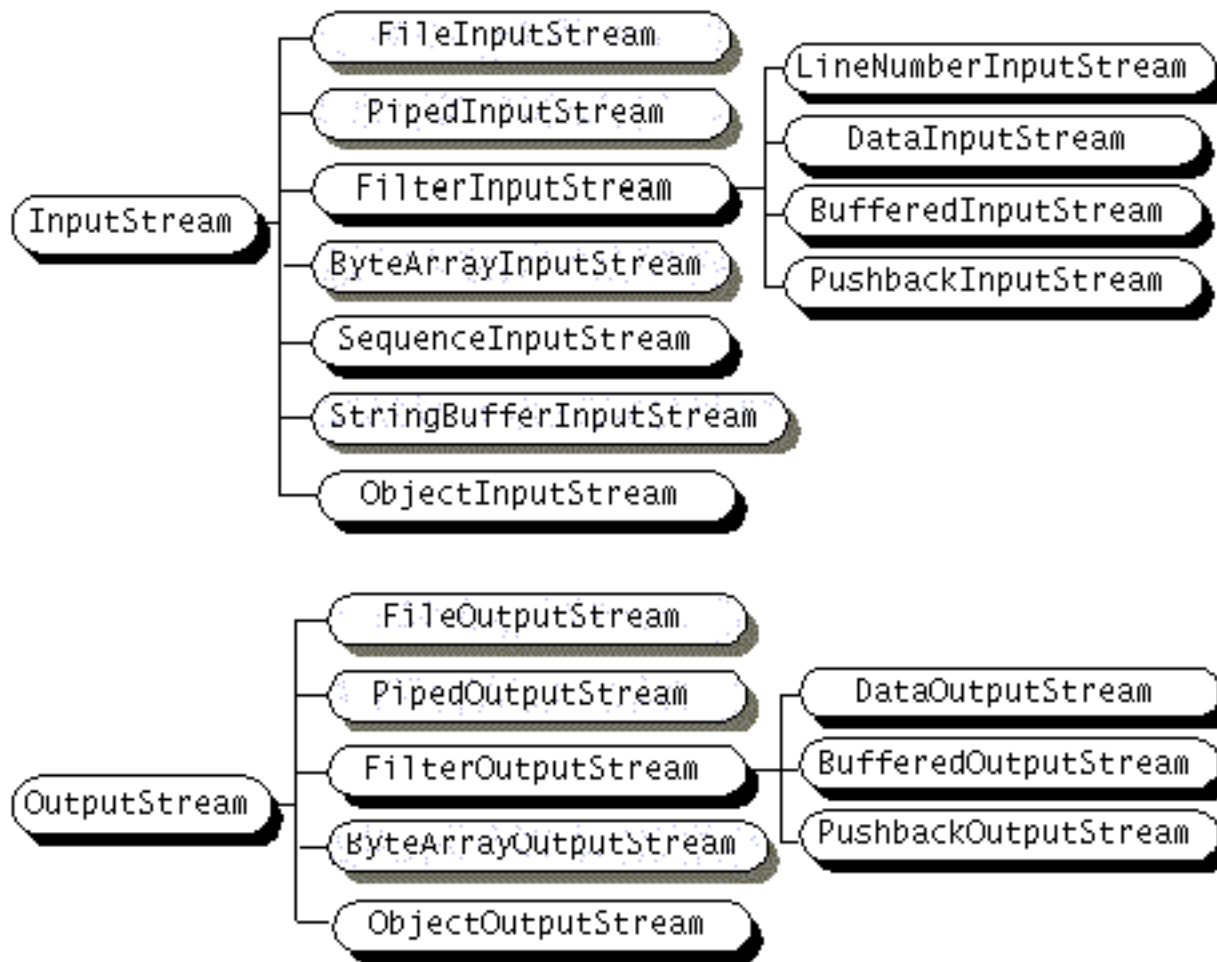 InputStream
FileInputStream
PipedInputStream
FilterInputStream
ByteArrayInputStream
SequenceInputStream
StringBufferInputStream
ObjectInputStream
LineNumberInputStream
DataInputStream
BufferedInputStream
PushbackInputStream
OutputStream
FileOutputStream
PipedOutputStream
FilterOutputStream
ByteArrayOutputStream
ObjectOutputStream
DataOutputStream
BufferedOutputStream
PushbackOutputStream